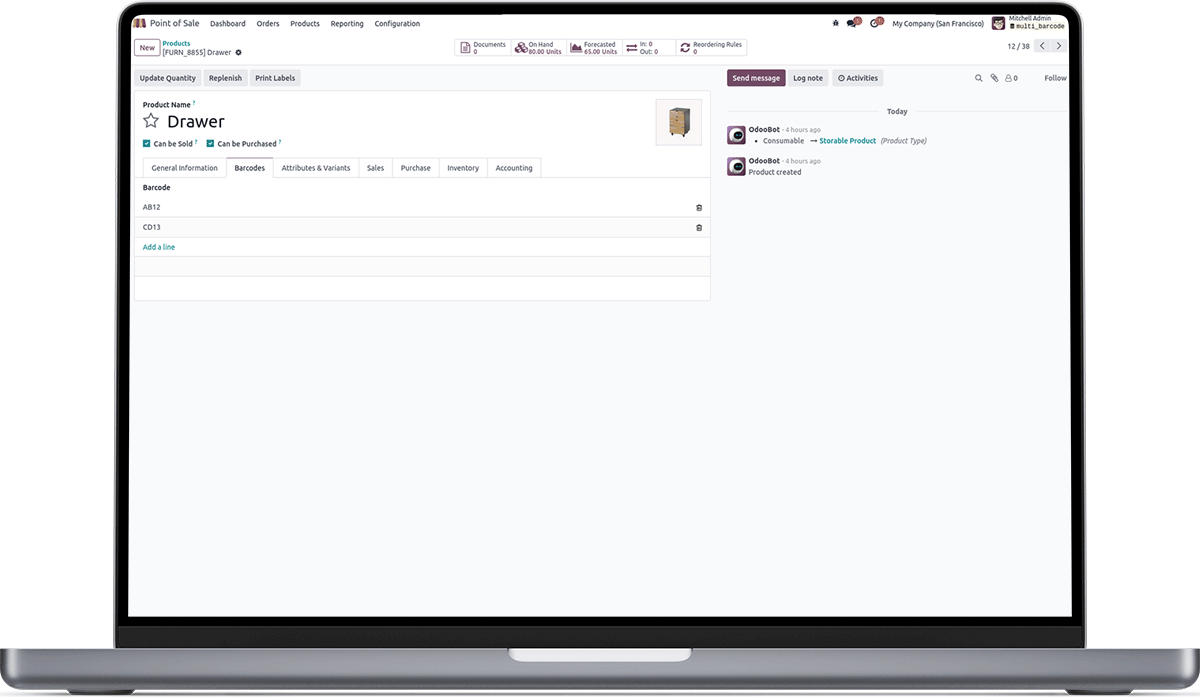 Point of Sale Dashboard Orders Products Reporting Configuration
My Company (San Francisco) Mitchell Admin
multi_barcode
New Products
[FURN_8855] Drawer
Documents
0
On Hand
80.00 Units
Forecasted
65.00 Units
In: 0
Out: 0
Reordering Rules
0
12 / 38
Update Quantity Replenish Print Labels
Send message Log note Activities 0 Follow
Product Name ?
Drawer
Can be Sold ? Can be Purchased ?
General Information Barcodes Attributes & Variants Sales Purchase Inventory Accounting
Barcode
AB12
CD13
Add a line
Today
OdooBot - 4 hours ago
• Consumable → Storable Product (Product Type)
OdooBot - 4 hours ago
Product created